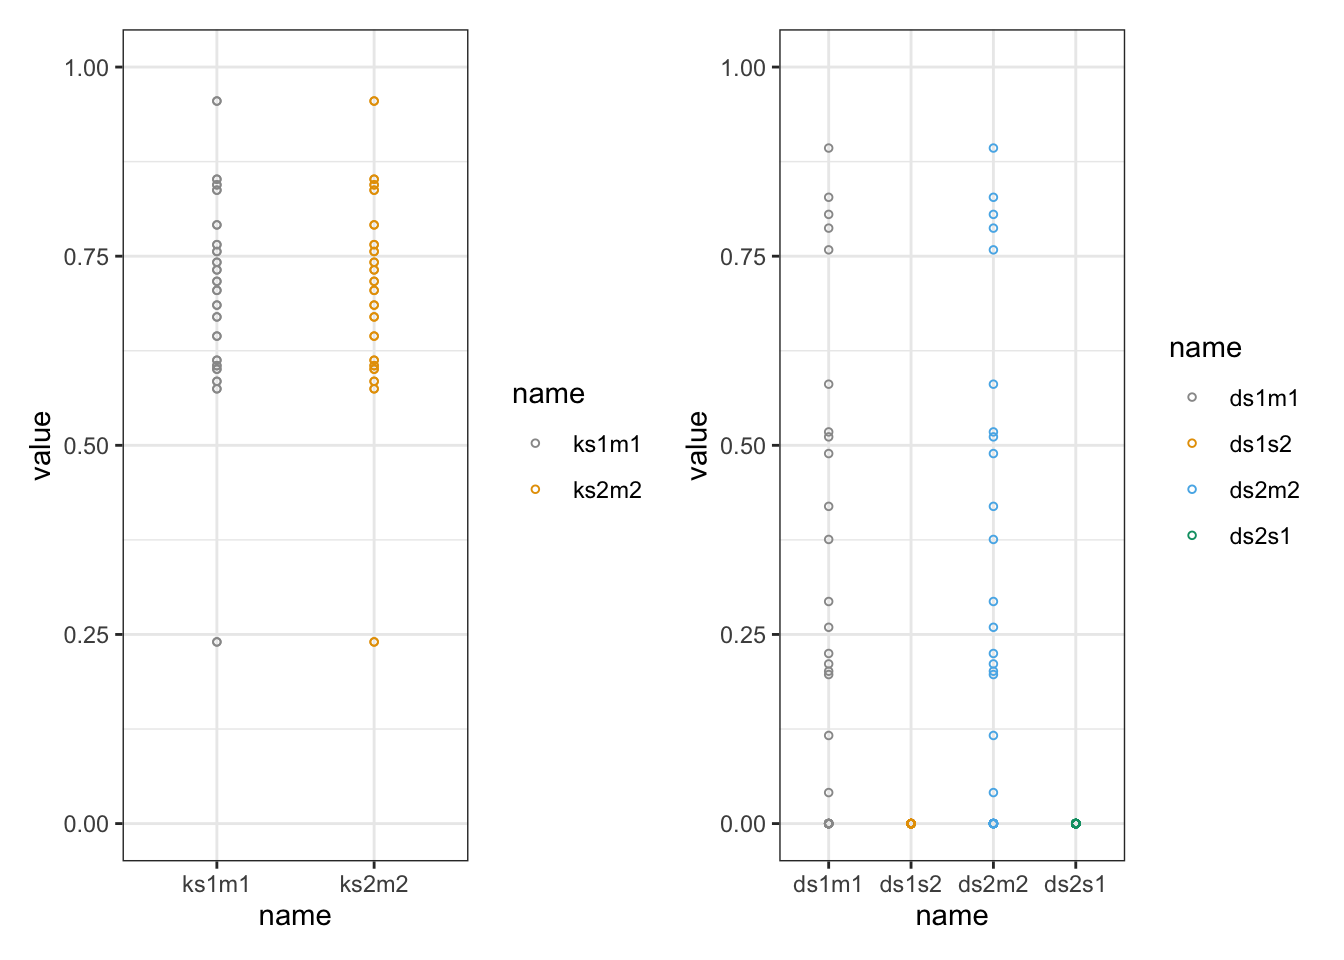 1.00
0.75
0.50
0.25
0.00
value
ks1m1 ks2m2
name
name
ks1m1
ks2m2
1.00
0.75
0.50
0.25
0.00
value
ds1m1 ds1s2 ds2m2 ds2s1
name
name
ds1m1
ds1s2
ds2m2
ds2s1